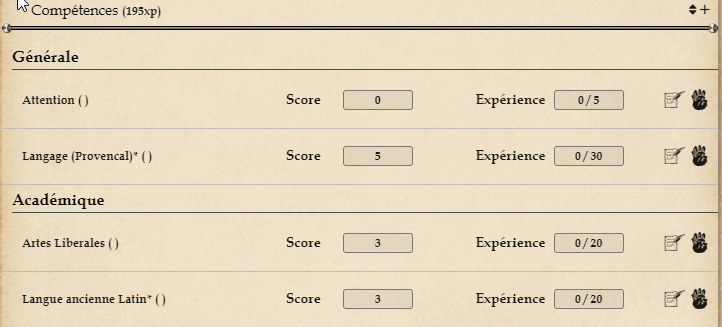 Compétences (195xp)
Générale
Attention ( ) Score 0 Expérience 0 / 5
Langage (Provencal)* ( ) Score 5 Expérience 0 / 30
Académique
Artes Liberales ( ) Score 3 Expérience 0 / 20
Langue ancienne Latin* ( ) Score 3 Expérience 0 / 20